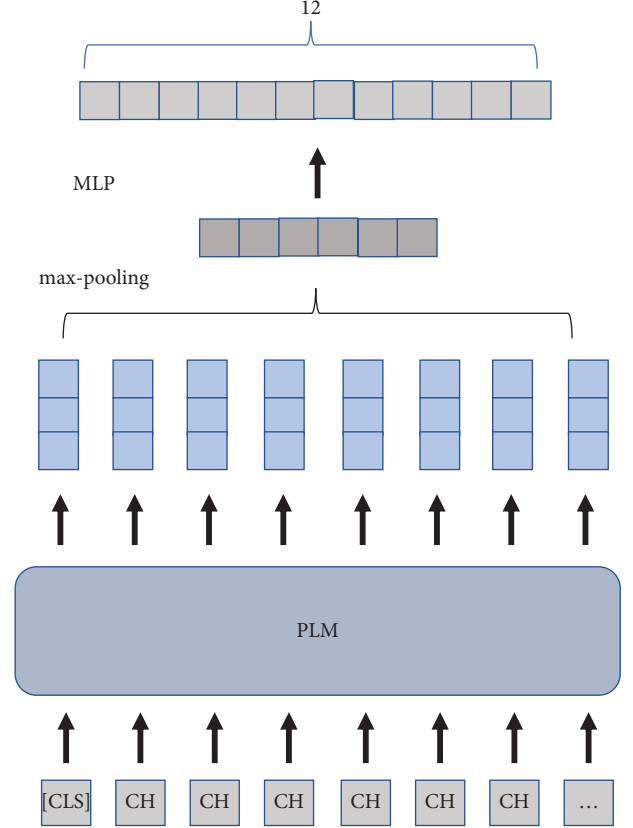 12
MLP
max-pooling
PLM
[CLS] CH CH CH CH CH CH ...